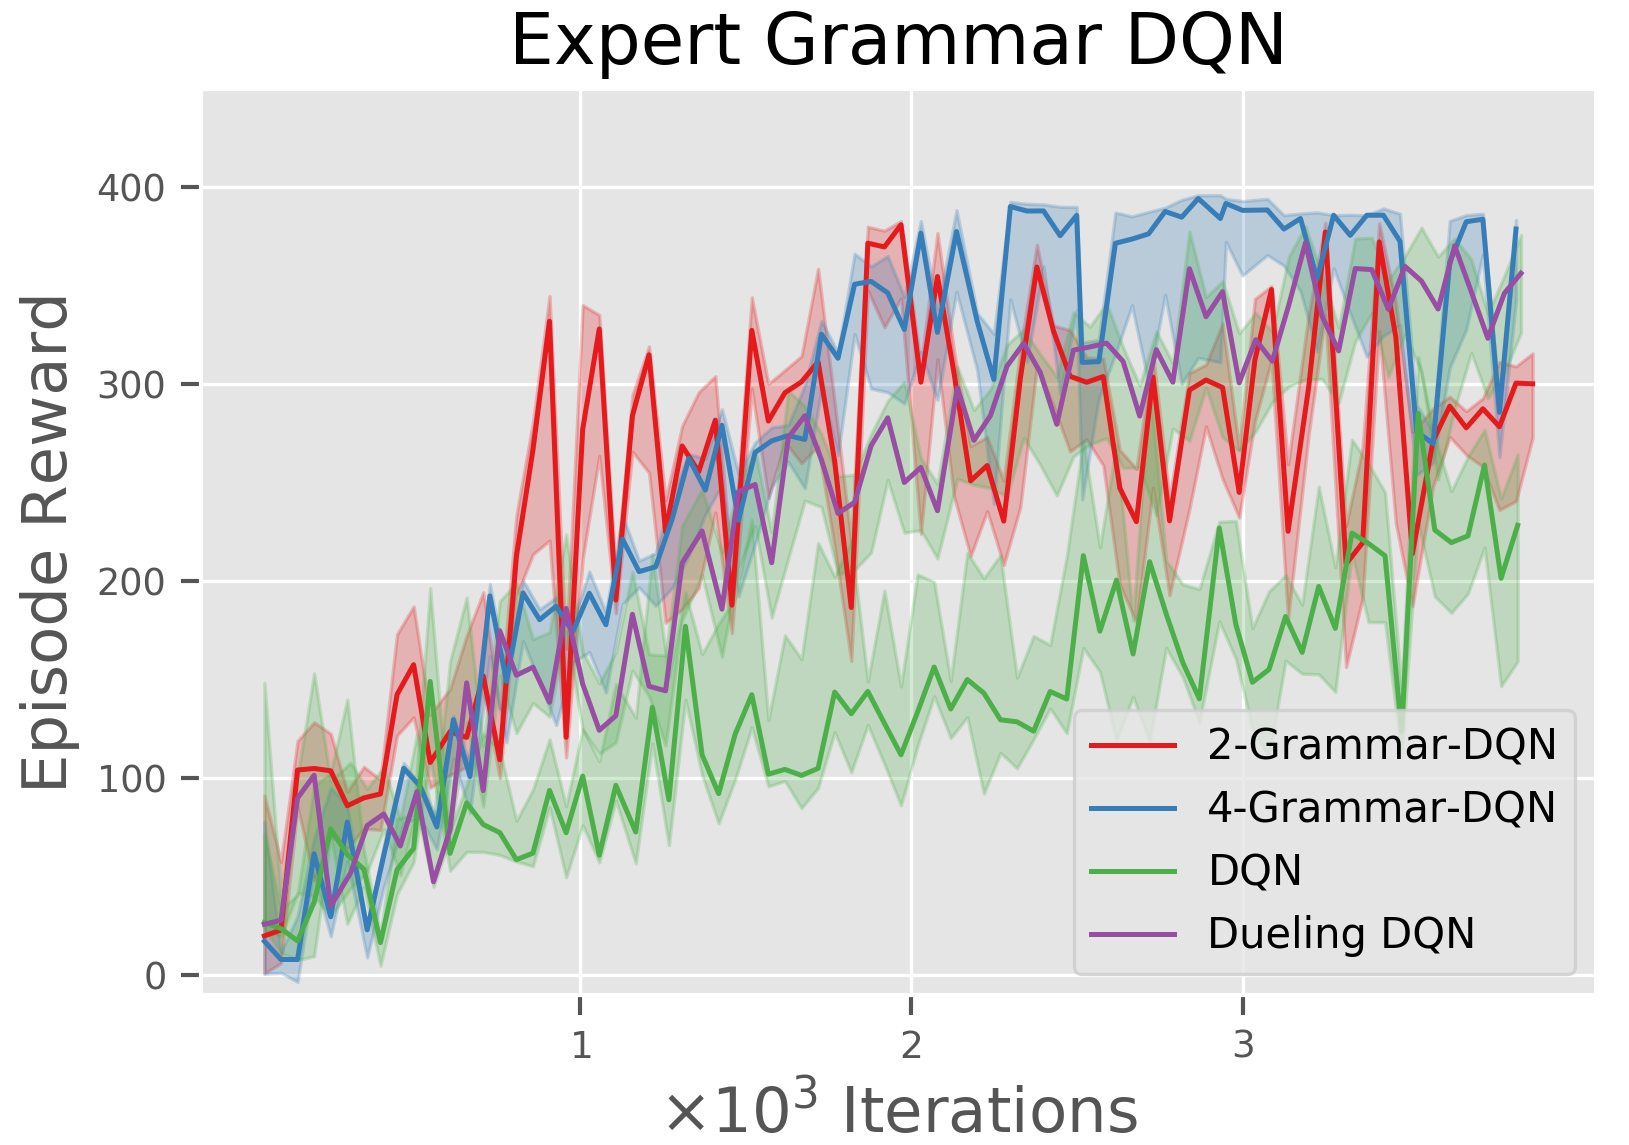 Expert Grammar DQN
Episode Reward
400
300
200
100
0
1 2 3
×10³ Iterations
2-Grammar-DQN
4-Grammar-DQN
DQN
Dueling DQN